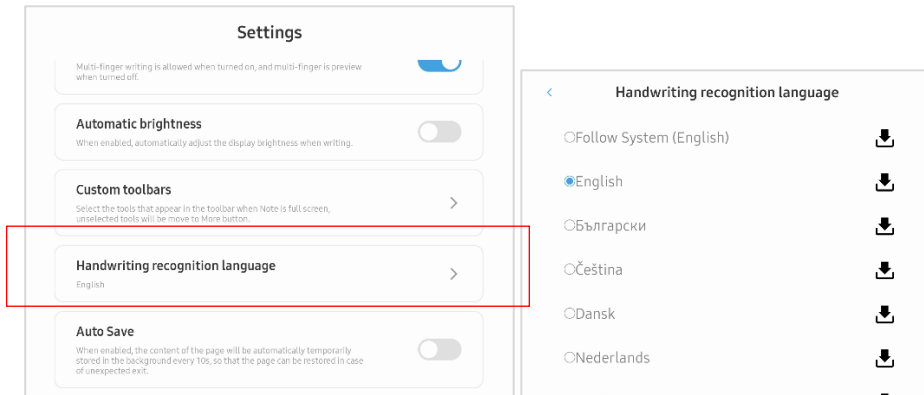 Settings
Multi-finger writing is allowed when turned on, and multi-finger is preview
when turned off.
Automatic brightness
When enabled, automatically adjust the display brightness when writing.
Custom toolbars
Select the tools that appear in the toolbar when Note is full screen,
unselected tools will be move to More button.
Handwriting recognition language
English
Auto Save
When enabled, the content of the page will be automatically temporarily
stored in the background every 10s, so that the page can be restored in case
of unexpected exit.
Handwriting recognition language
Follow System (English)
English
Български
Čeština
Dansk
Nederlands